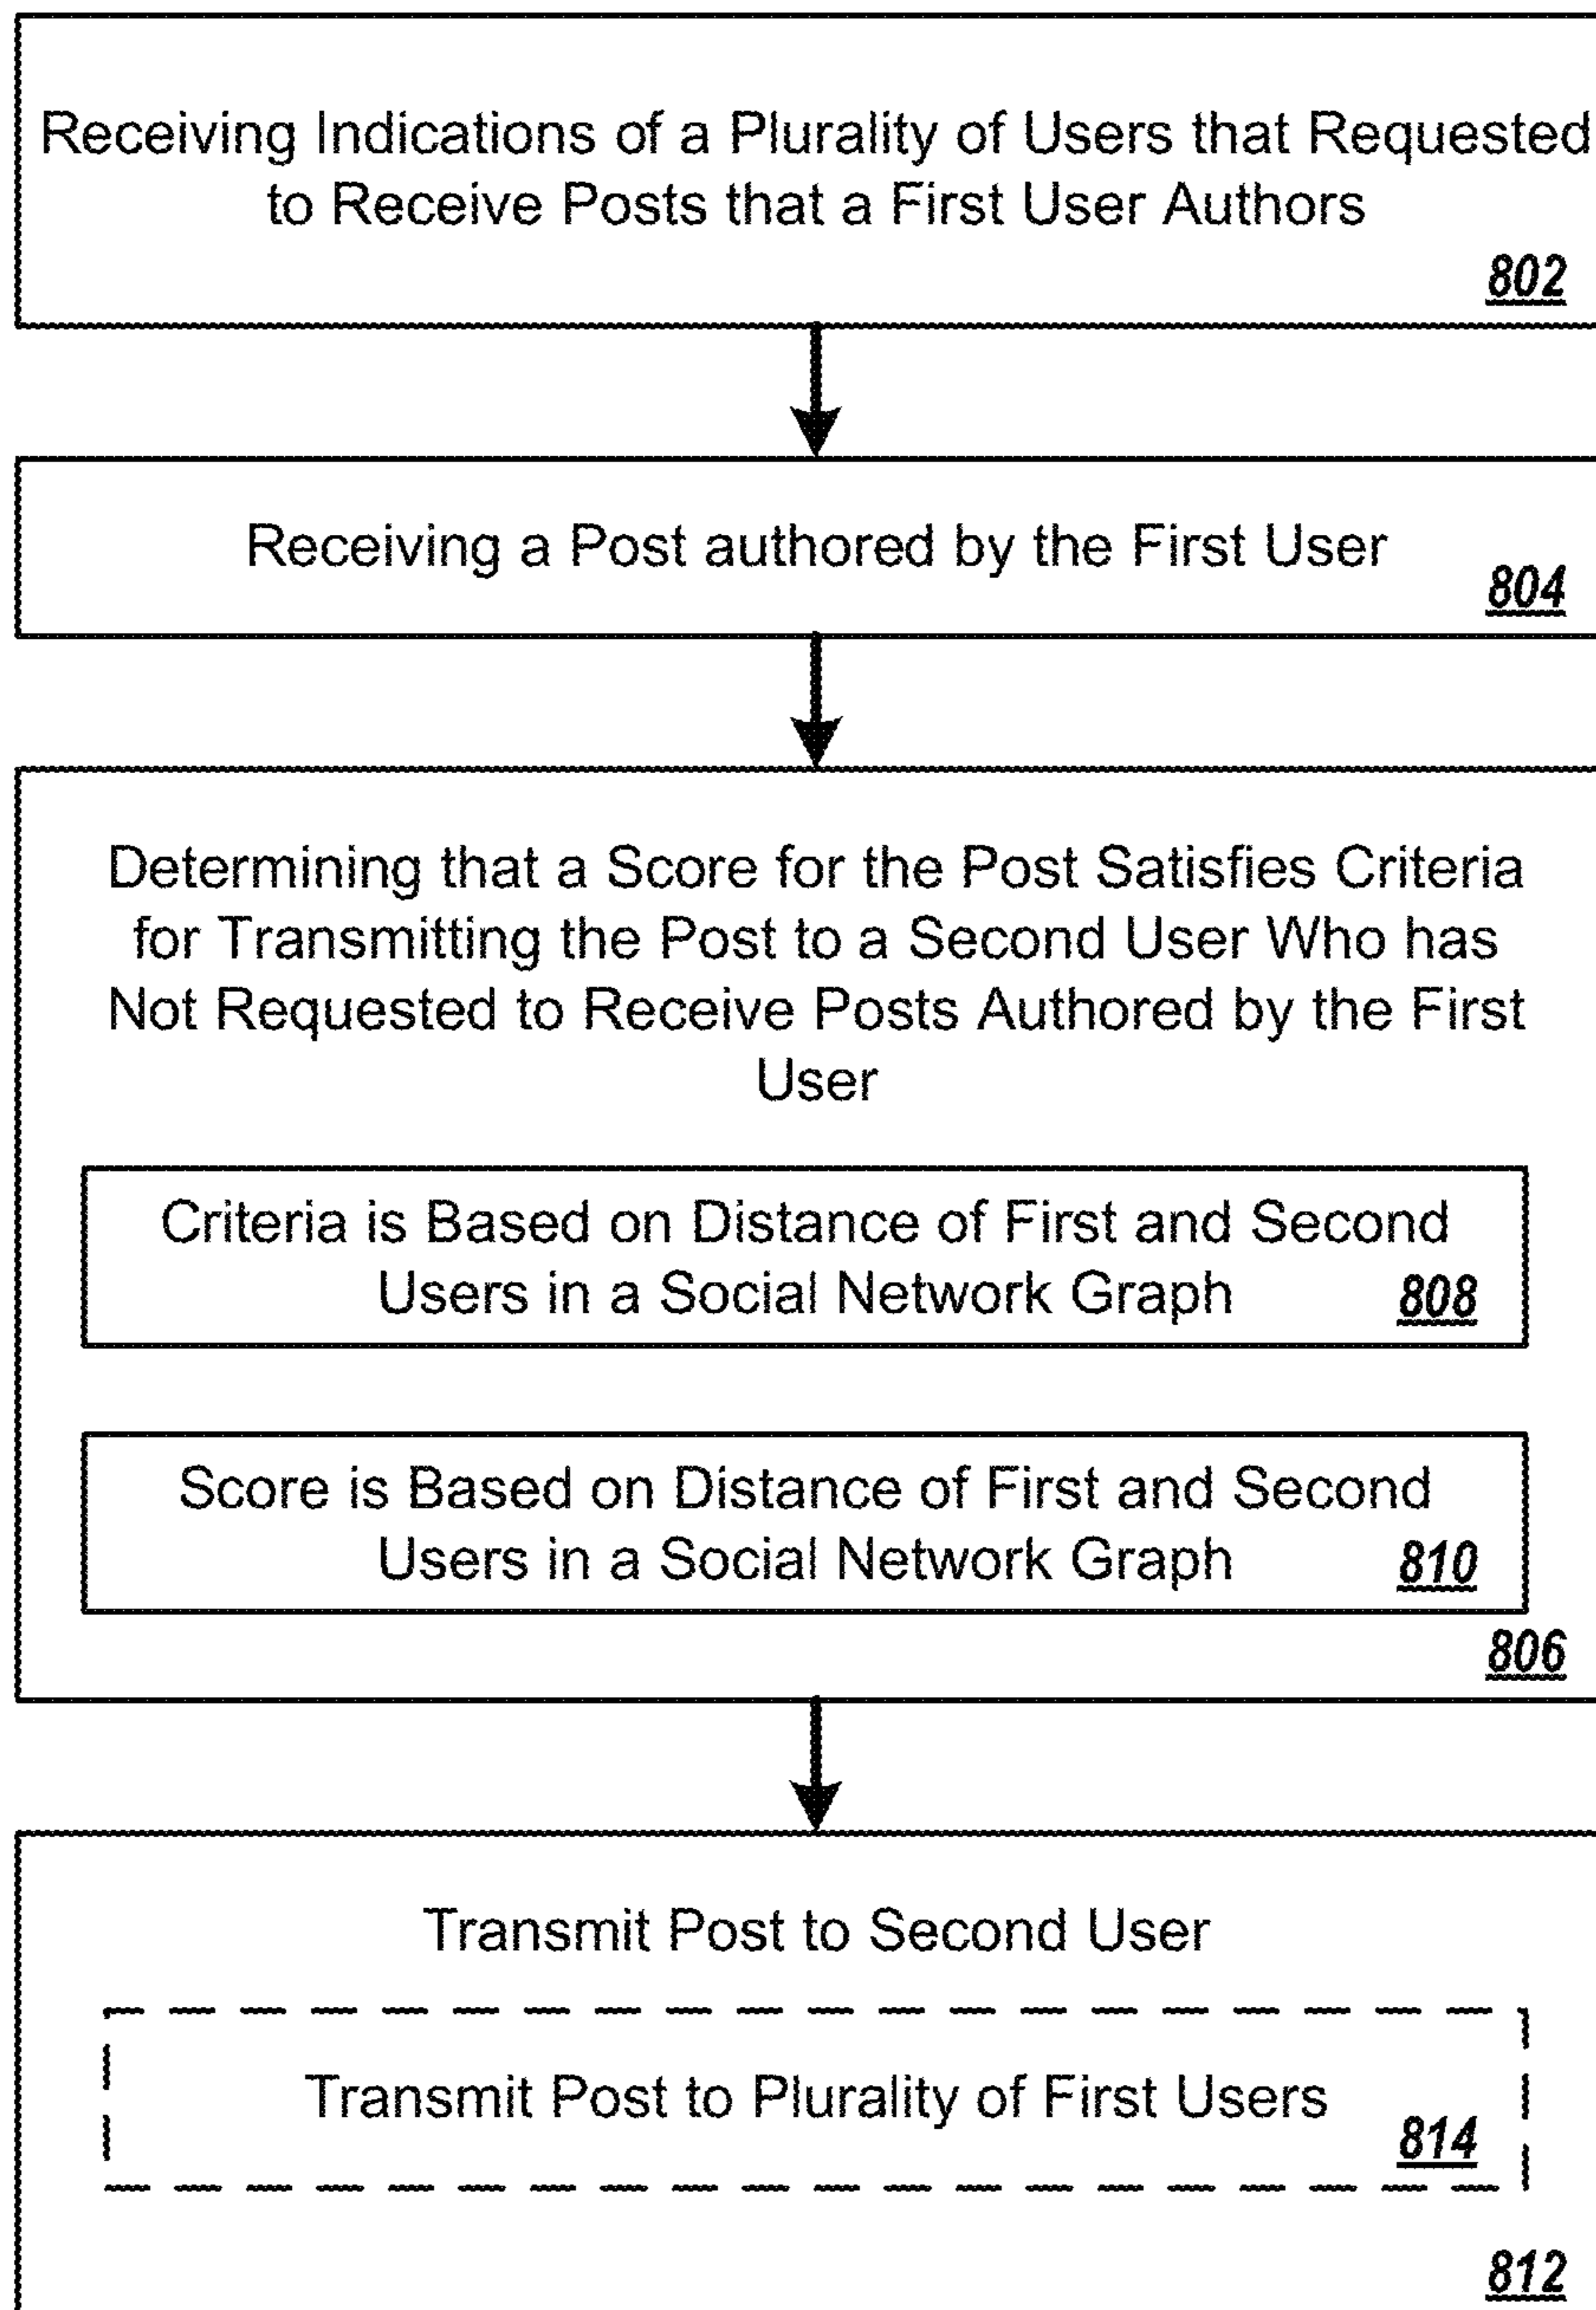 Receiving Indications of a Plurality of Users that Requested
to Receive Posts that a First User Authors
802
Receiving a Post authored by the First User
804
Determining that a Score for the Post Satisfies Criteria
for Transmitting the Post to a Second User Who has
Not Requested to Receive Posts Authored by the First
User
Criteria is Based on Distance of First and Second
Users in a Social Network Graph
808
Score is Based on Distance of First and Second
Users in a Social Network Graph
810
806
Transmit Post to Second User
Transmit Post to Plurality of First Users
814
812